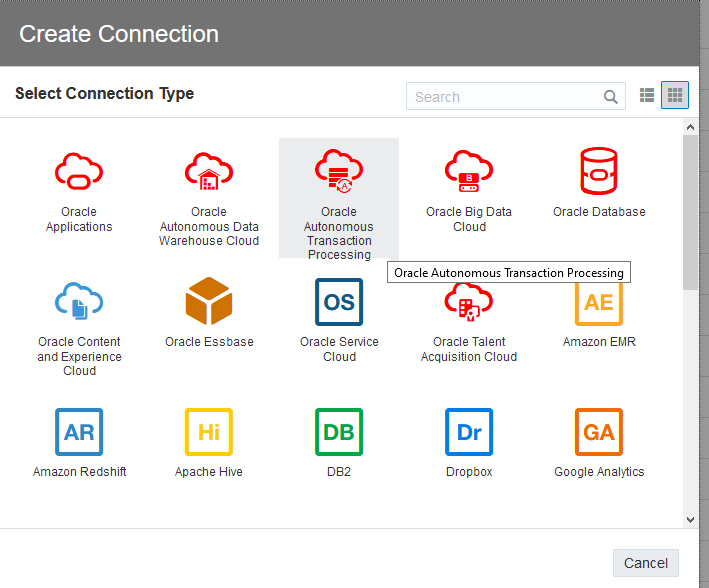 Create Connection
Select Connection Type
Search
B
A
Oracle
Applications
Oracle
Autonomous Data
Warehouse Cloud
Oracle
Autonomous
Transaction
Processing
Oracle Big Data
Cloud
Oracle Database
Oracle Autonomous Transaction Processing
OS
AE
Oracle Content
and Experience
Cloud
Oracle Essbase
Oracle Service
Cloud
Oracle Talent
Acquisition Cloud
Amazon EMR
AR
Hi
DB
Dr
GA
Amazon Redshift
Apache Hive
DB2
Dropbox
Google Analytics
Cancel